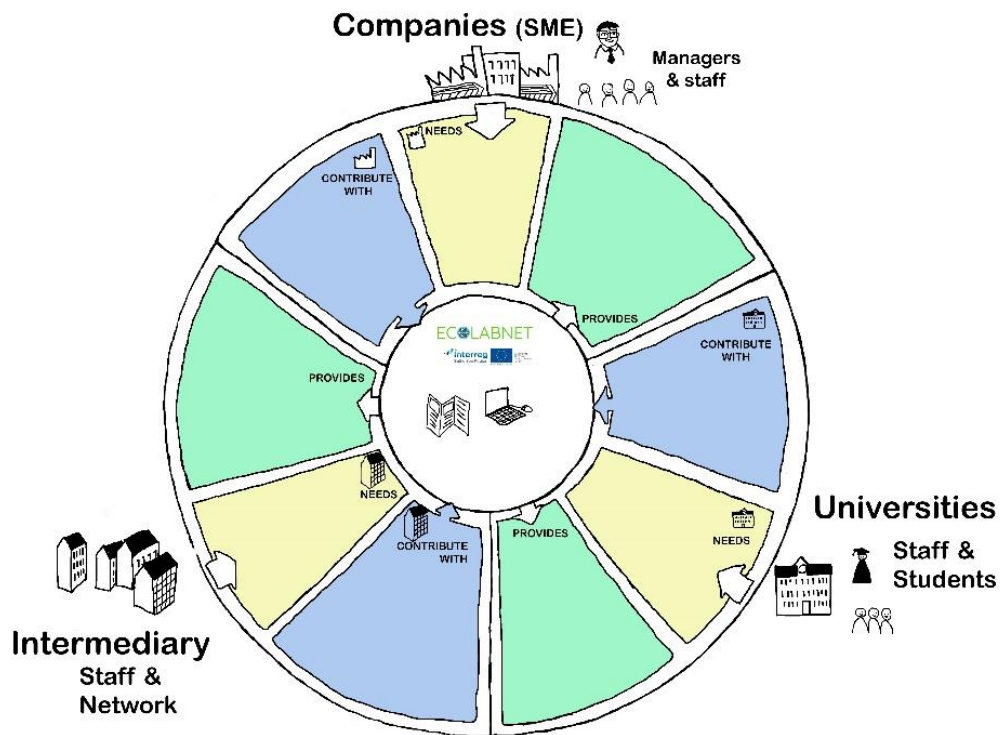 Companies (SME)
Managers
& staff
NEEDS
CONTRIBUTE
WITH
PROVIDES
CONTRIBUTE
WITH
ECOLABNET
interreg
PROVIDES
NEEDS
CONTRIBUTE
WITH
PROVIDES
NEEDS
Universities
Staff &
Students
Intermediary
Staff &
Network